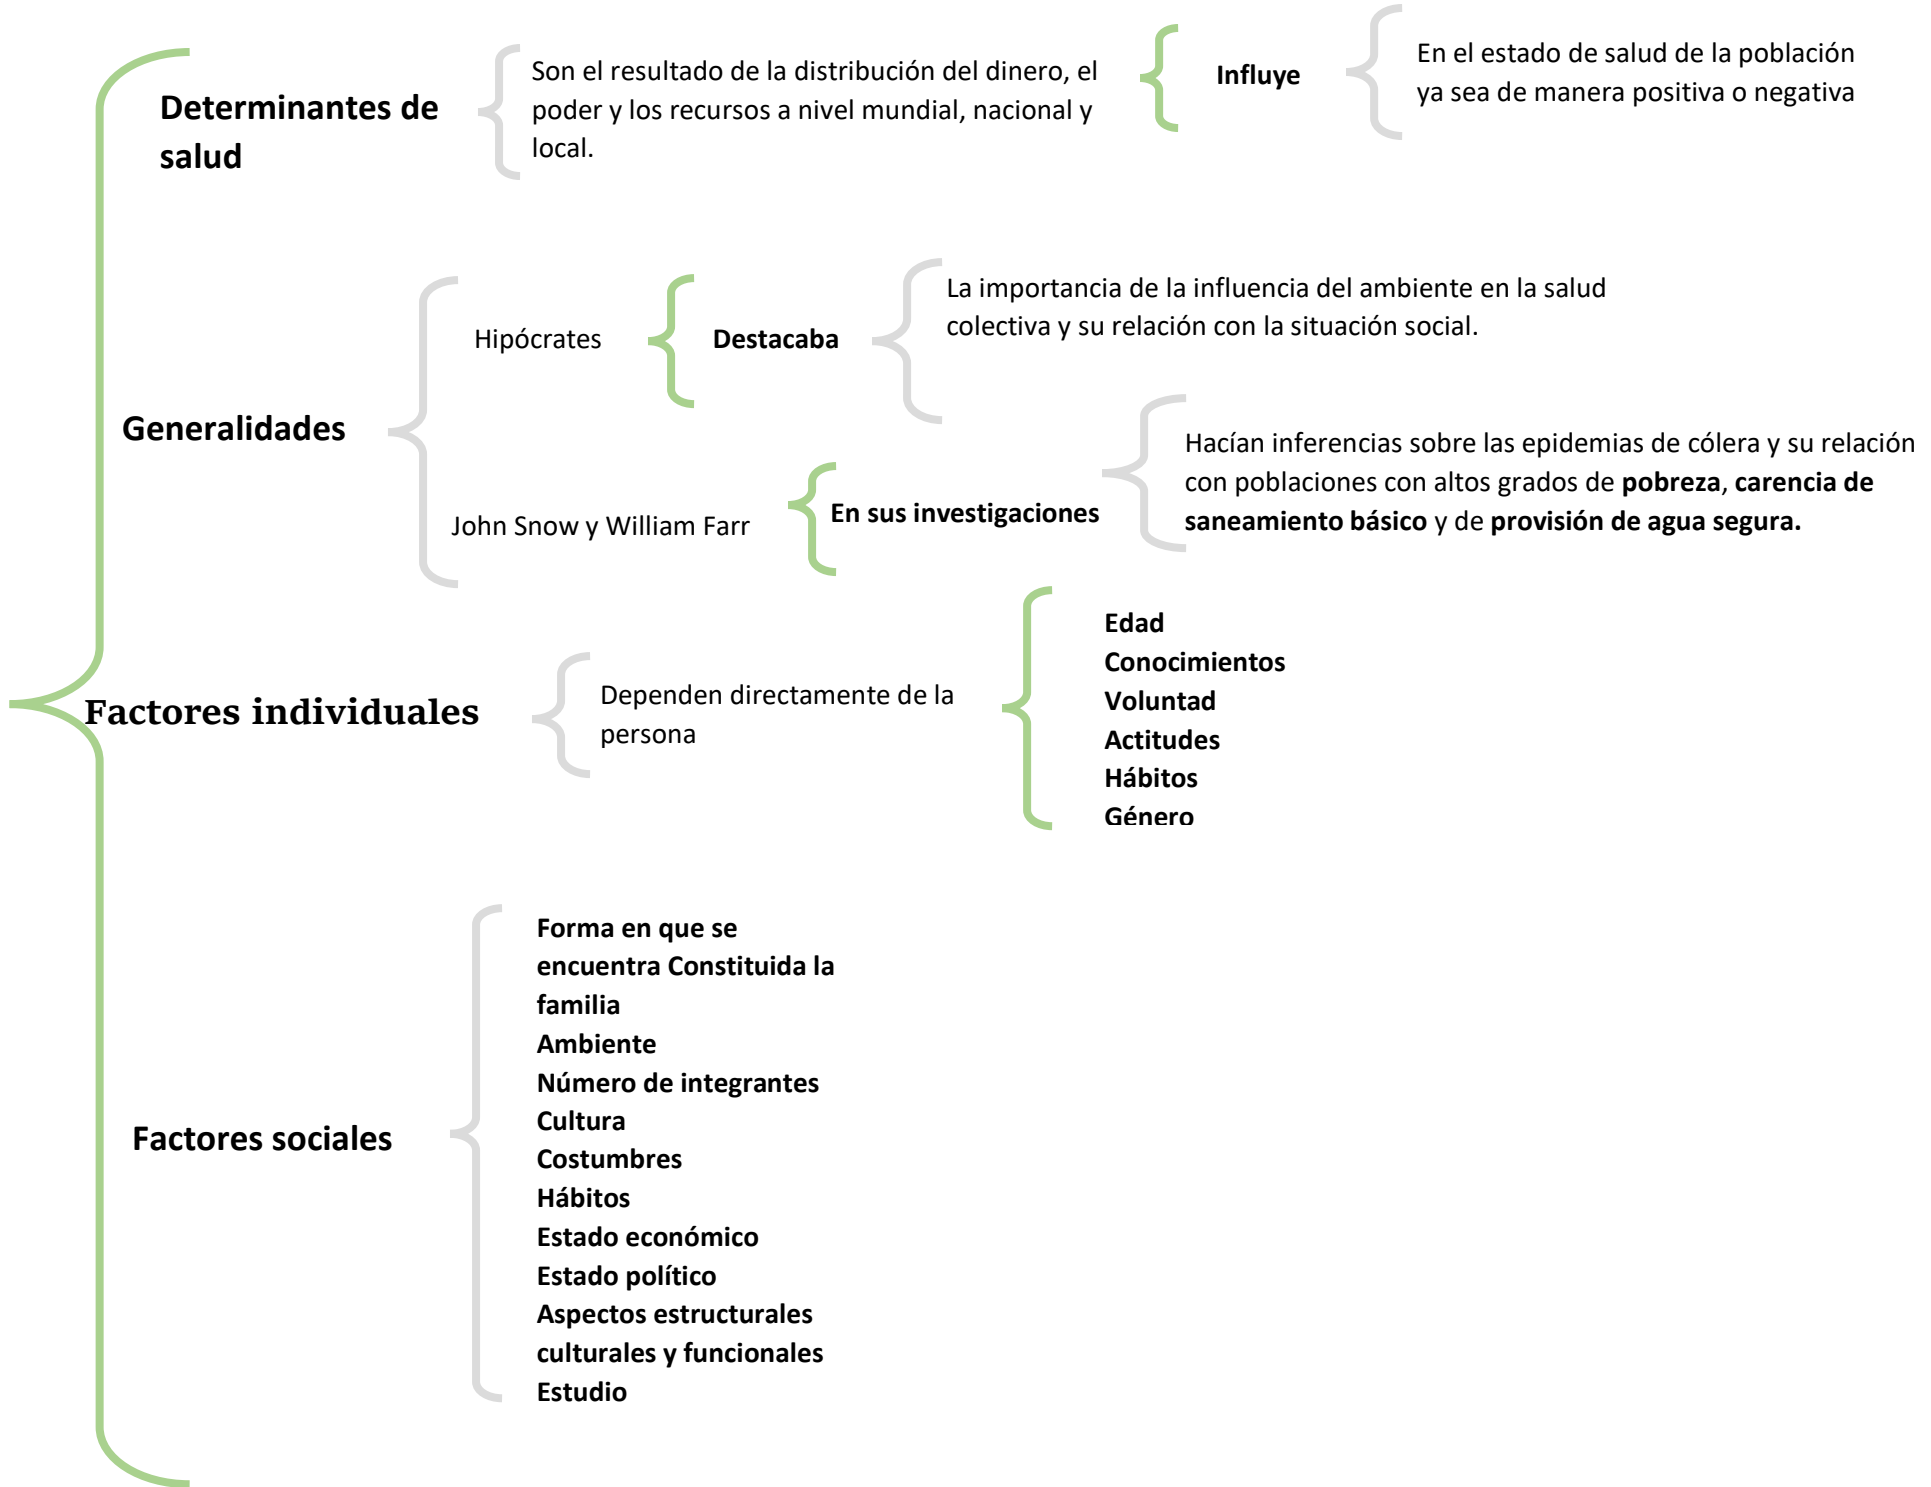 Determinantes de
salud
Son el resultado de la distribución del dinero, el
poder y los recursos a nivel mundial, nacional y
local.
Influye
En el estado de salud de la población
ya sea de manera positiva o negativa
Generalidades
Hipócrates
Destacaba
La importancia de la influencia del ambiente en la salud
colectiva y su relación con la situación social.
John Snow y William Farr
En sus investigaciones
Hacían inferencias sobre las epidemias de cólera y su relación
con poblaciones con altos grados de pobreza, carencia de
saneamiento básico y de provisión de agua segura.
Factores individuales
Dependen directamente de la
persona
Edad
Conocimientos
Voluntad
Actitudes
Hábitos
Género
Factores sociales
Forma en que se
encuentra Constituida la
familia
Ambiente
Número de integrantes
Cultura
Costumbres
Hábitos
Estado económico
Estado político
Aspectos estructurales
culturales y funcionales
Estudio